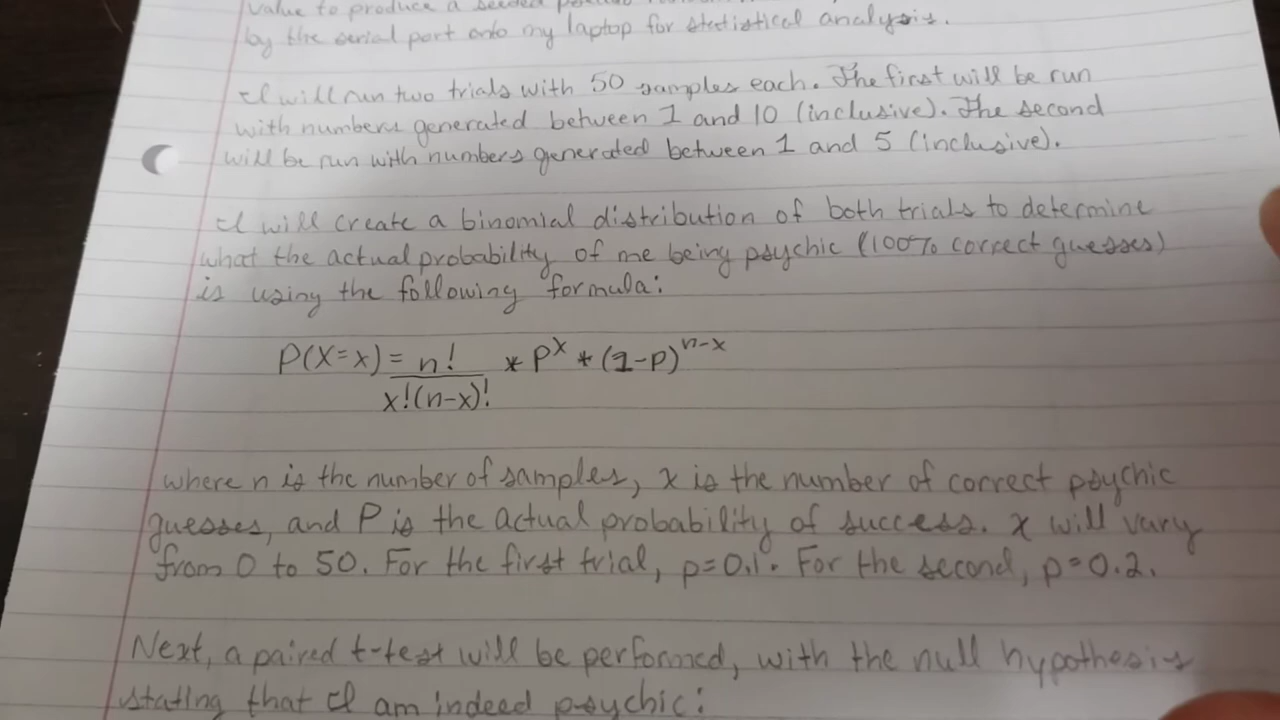 value to produce a seeded
by the serial port onto my laptop for statistical analysis.
I will run two trials with 50 samples each. The first will be run
with numbers generated between 1 and 10 (inclusive). The second
will be run with numbers generated between 1 and 5 (inclusive).
I will create a binomial distribution of both trials to determine
what the actual probability of me being psychic (100% correct guesses)
is using the following formula:
P(X=x) = n! * p^x * (1-p)^n-x
x!(n-x)!
where n is the number of samples, x is the number of correct psychic
guesses, and P is the actual probability of success. x will vary
from 0 to 50. For the first trial, p=0.1. For the second, p=0.2.
Next, a paired t-test will be performed, with the null hypothesis
stating that I am indeed psychic: